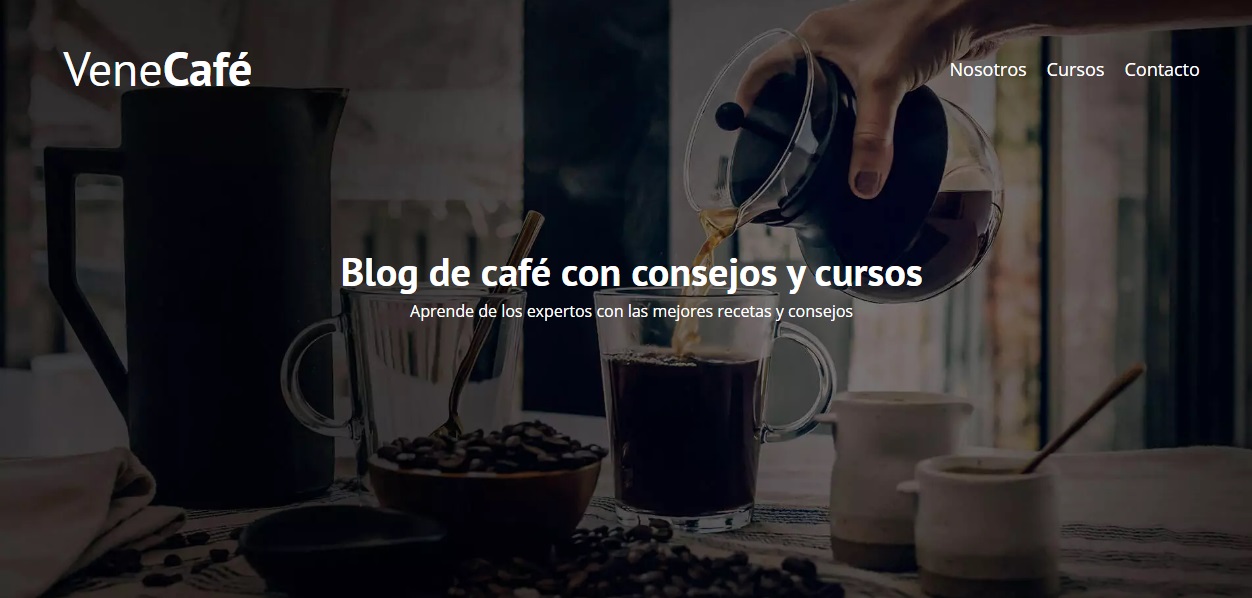 VeneCafé
Nosotros Cursos Contacto
Blog de café con consejos y cursos
Aprende de los expertos con las mejores recetas y consejos